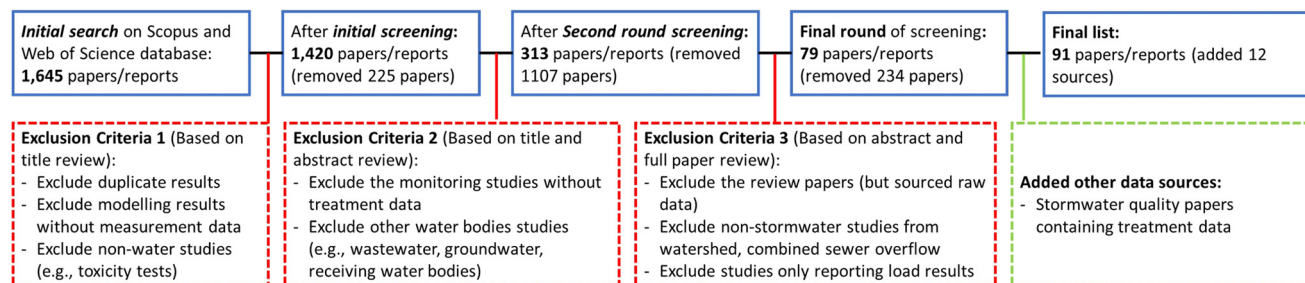 Initial search on Scopus and
Web of Science database:
1,645 papers/reports
After initial screening:
1,420 papers/reports
(removed 225 papers)
After Second round screening:
313 papers/reports (removed
1107 papers)
Final round of screening:
79 papers/reports
(removed 234 papers)
Final list:
91 papers/reports (added 12
sources)
Exclusion Criteria 1 (Based on
title review):
- Exclude duplicate results
- Exclude modelling results
without measurement data
- Exclude non-water studies
(e.g., toxicity tests)
Exclusion Criteria 2 (Based on title and
abstract review):
- Exclude the monitoring studies without
treatment data
- Exclude other water bodies studies
(e.g., wastewater, groundwater,
receiving water bodies)
Exclusion Criteria 3 (Based on abstract and
full paper review):
- Exclude the review papers (but sourced raw
data)
- Exclude non-stormwater studies from
watershed, combined sewer overflow
- Exclude studies only reporting load results
Added other data sources:
- Stormwater quality papers
containing treatment data